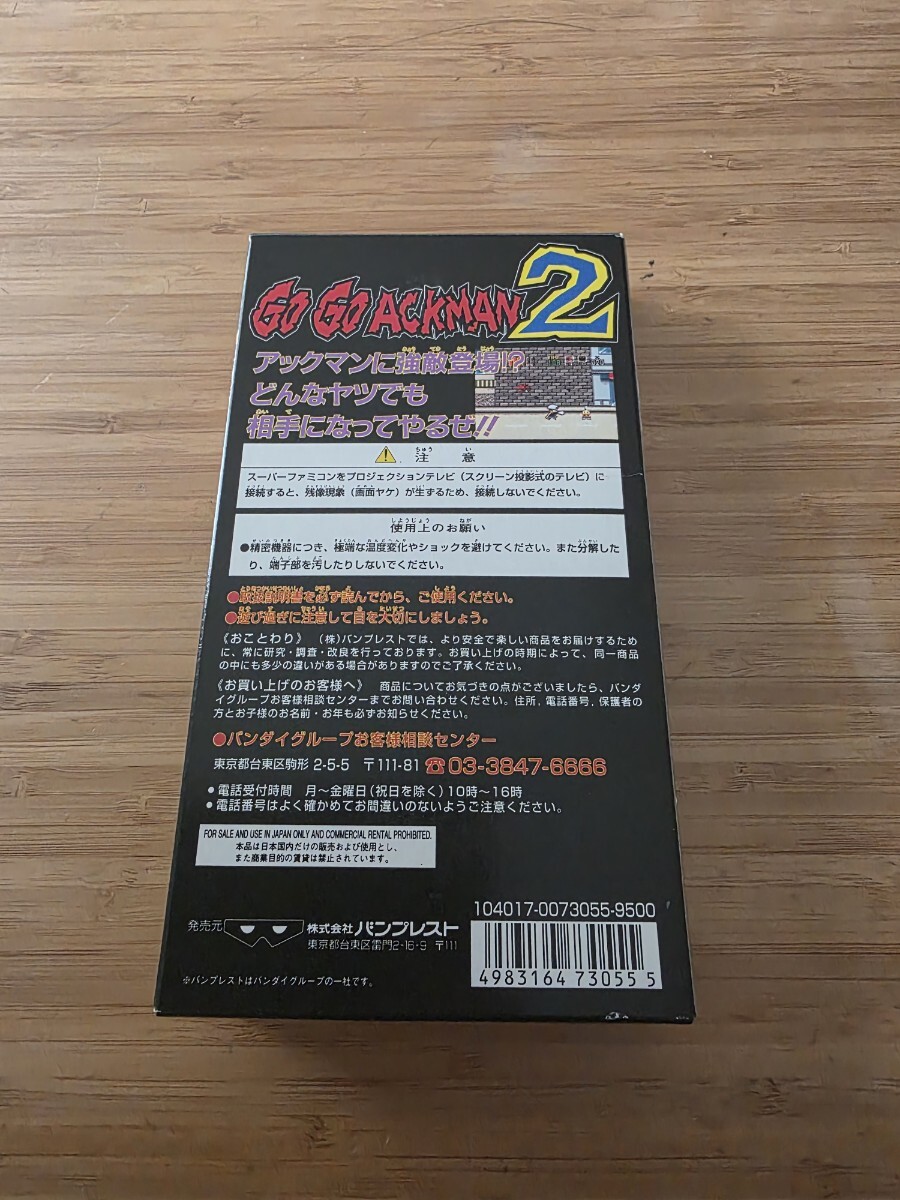 GO GO ACKMAN 2
アックマンに強敵登場!?
どんなヤツでも
相手になってやるぜ!!
注意
スーパーファミコンをプロジェクションテレビ（スクリーン投影式のテレビ）に
接続すると、残像現象（画面ヤケ）が生ずるため、接続しないでください。
使用上のお願い
●精密機器につき、極端な温度変化やショックを避けてください。また分解した
り、端子部を汚したりしないでください。
●取扱説明書を必ず読んでから、ご使用ください。
●遊び過ぎに注意して目を大切にしましょう。
《おことわり》 （株）バンプレストでは、より安全で楽しい商品をお届けするため
に、常に研究・調査・改良を行っております。お買い上げの時期によって、同一商品
の中にも多少の違いがある場合がありますのでご了承ください。
《お買い上げのお客様へ》 商品についてお気づきの点がございましたら、バンダ
イグループお客様相談センターまでお問い合わせください。住所、電話番号、保護者の
方とお子様のお名前・お年も必ずお知らせください。
●バンダイグループお客様相談センター
東京都台東区駒形 2-5-5 〒111-81 ☎03-3847-6666
●電話受付時間 月〜金曜日(祝日を除く)10時〜16時
●電話番号はよく確かめてお間違いのないようご注意ください。
FOR SALE AND USE IN JAPAN ONLY AND COMMERCIAL RENTAL PROHIBITED.
本品は日本国内だけの販売および使用とし、
また商業目的の賃貸は禁止されています。
104017-0073055-9500
発売元 株式会社 バンプレスト
東京都台東区雷門2-16-9 〒111
4983164 730555
※バンプレストはバンダイグループの一社です。